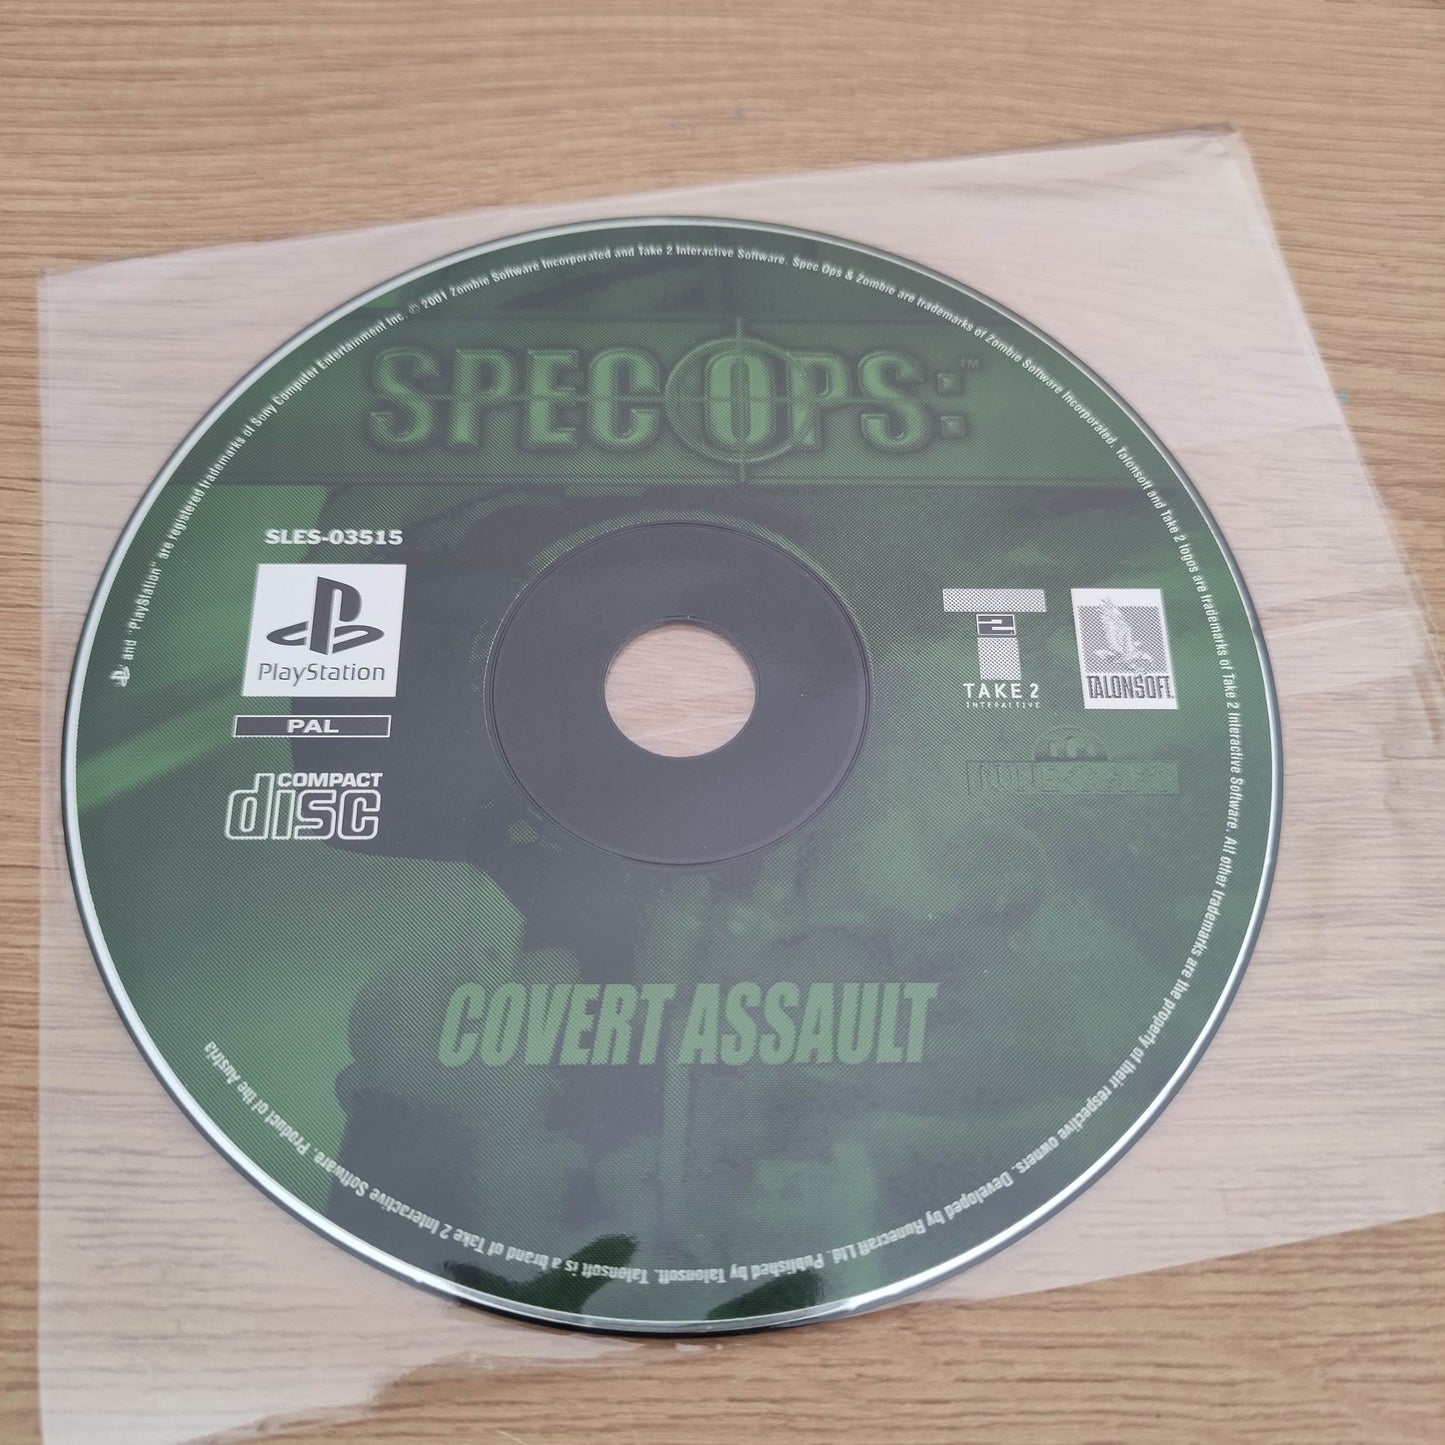 "PlayStation" are registered trademarks of Sony Computer Entertainment Inc. © 2001 Zombie Software Incorporated and Take 2 Interactive Software. Spec Ops & Zombie are trademarks of Zombie Software Incorporated. Talonsoft and Take 2 logos are trademarks of Take 2 Interactive Software. All other trademarks are the property of their respective owners. Developed by Runecraft Ltd. Published by Talonsoft. Talonsoft is a brand of Take 2 Interactive Software. Product of the Austria
SPEC OPS:™
SLES-03515
PlayStation
PAL
COMPACT
disc
T2
TAKE 2
INTERACTIVE
TALONSOFT
COVERT ASSAULT